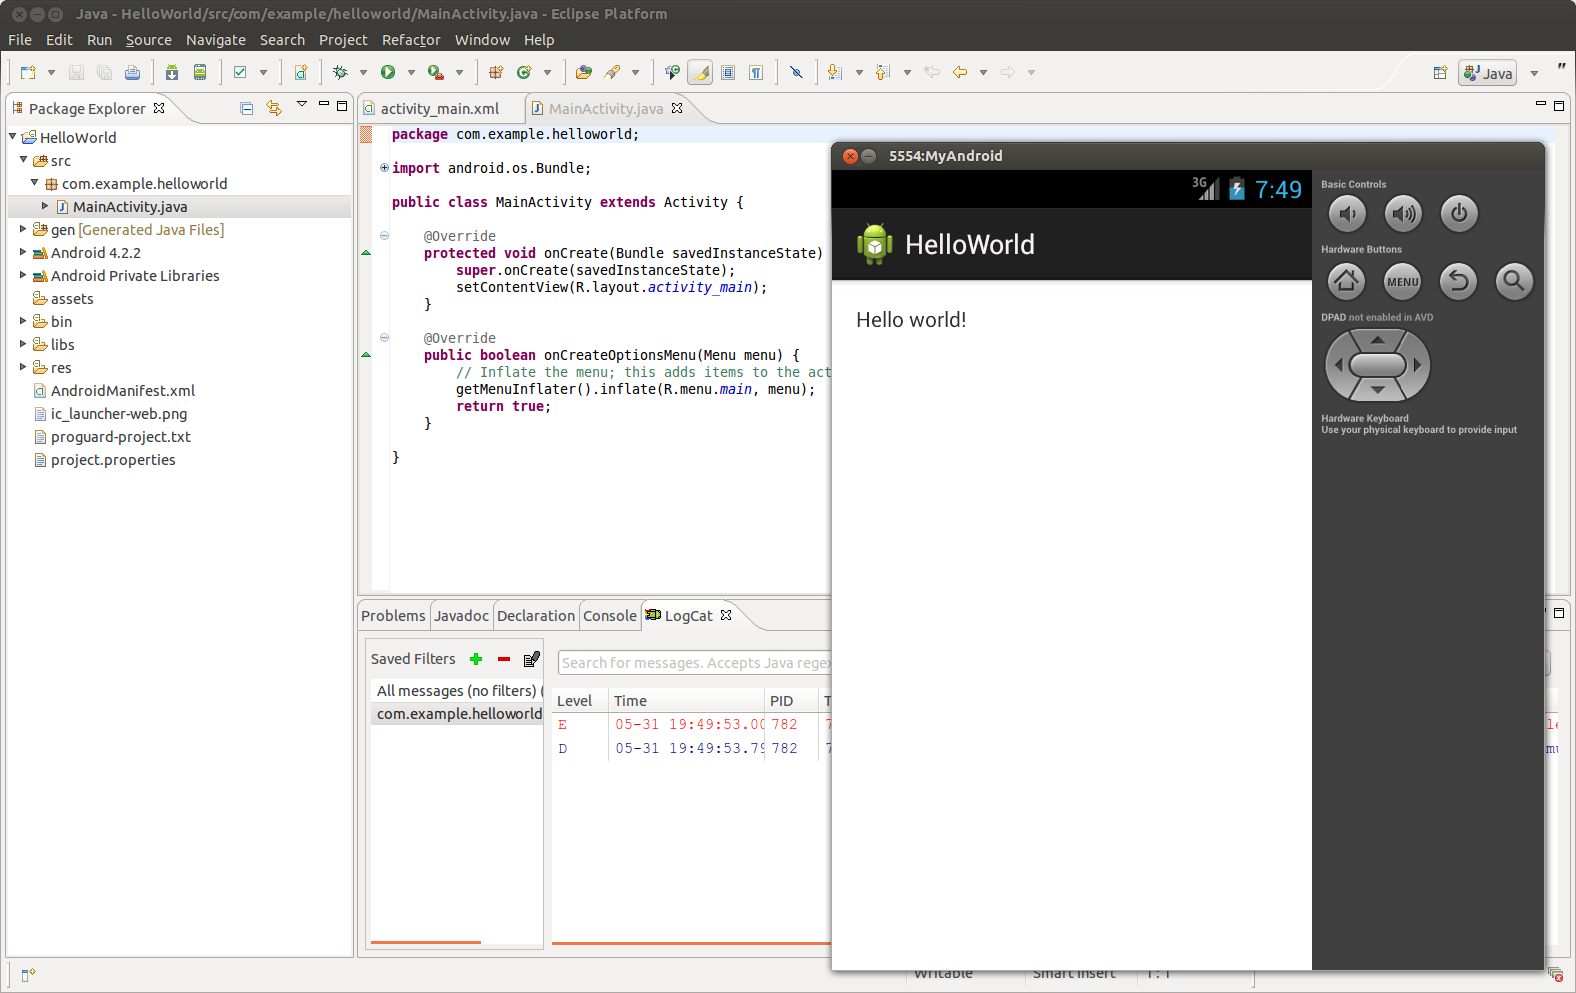 Java - HelloWorld/src/com/example/helloworld/MainActivity.java - Eclipse Platform
File Edit Run Source Navigate Search Project Refactor Window Help
Java
Package Explorer
HelloWorld
src
com.example.helloworld
MainActivity.java
gen [Generated Java Files]
Android 4.2.2
Android Private Libraries
assets
bin
libs
res
AndroidManifest.xml
ic_launcher-web.png
proguard-project.txt
project.properties
activity_main.xml MainActivity.java
package com.example.helloworld;
import android.os.Bundle;
public class MainActivity extends Activity {
@Override
protected void onCreate(Bundle savedInstanceState)
super.onCreate(savedInstanceState);
setContentView(R.layout.activity_main);
}
@Override
public boolean onCreateOptionsMenu(Menu menu) {
// Inflate the menu; this adds items to the act
getMenuInflater().inflate(R.menu.main, menu);
return true;
}
}
Problems Javadoc Declaration Console LogCat
Saved Filters
All messages (no filters) (
com.example.helloworld
Search for messages. Accepts Java rege
Level Time PID T
E 05-31 19:49:53.00 782 7
D 05-31 19:49:53.79 782 7
5554:MyAndroid
3G 7:49
HelloWorld
Hello world!
Basic Controls
Hardware Buttons
MENU
DPAD not enabled in AVD
Hardware Keyboard
Use your physical keyboard to provide input
Writable Smart Insert 1 : 1